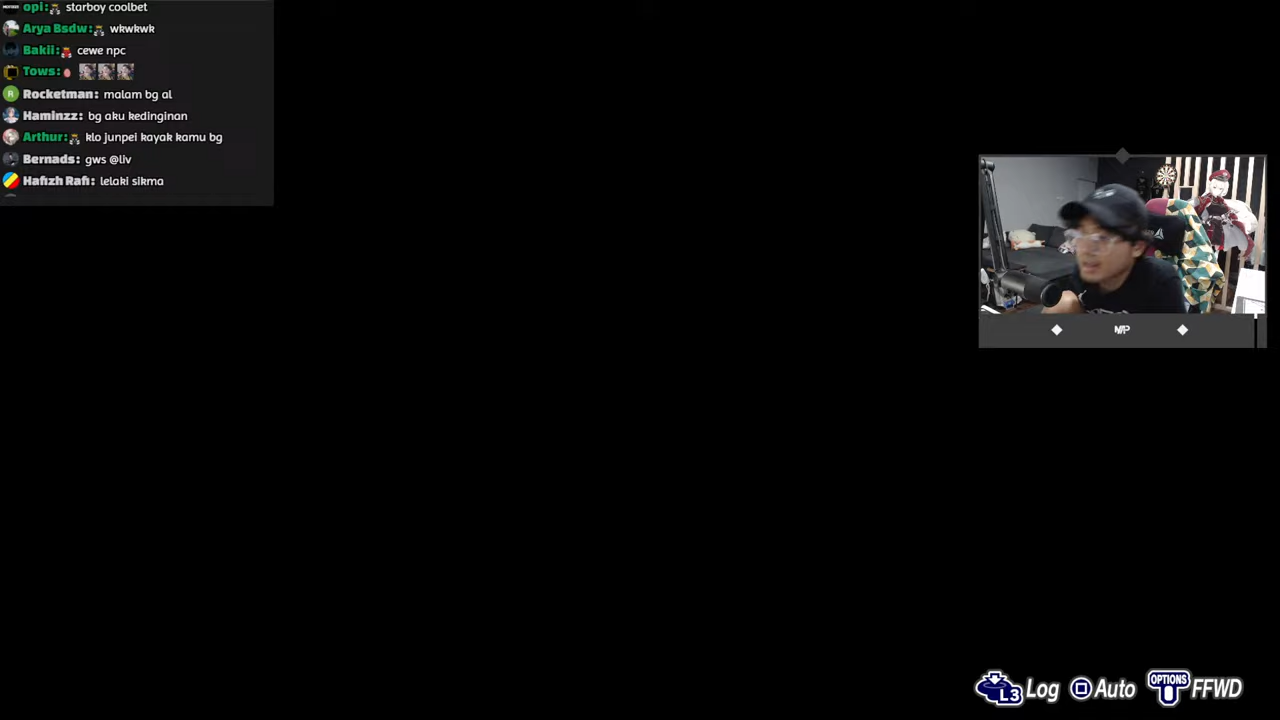 opi: starboy coolbet
Arya Bsdw: wkwkwk
Bakii: cewe npc
Tows:
Rocketman: malam bg al
Haminzz: bg aku kedinginan
Arthur: klo junpei kayak kamu bg
Bernads: gws @liv
Hafizh Rafi: lelaki sikma
L3 Log Auto OPTIONS FFWD